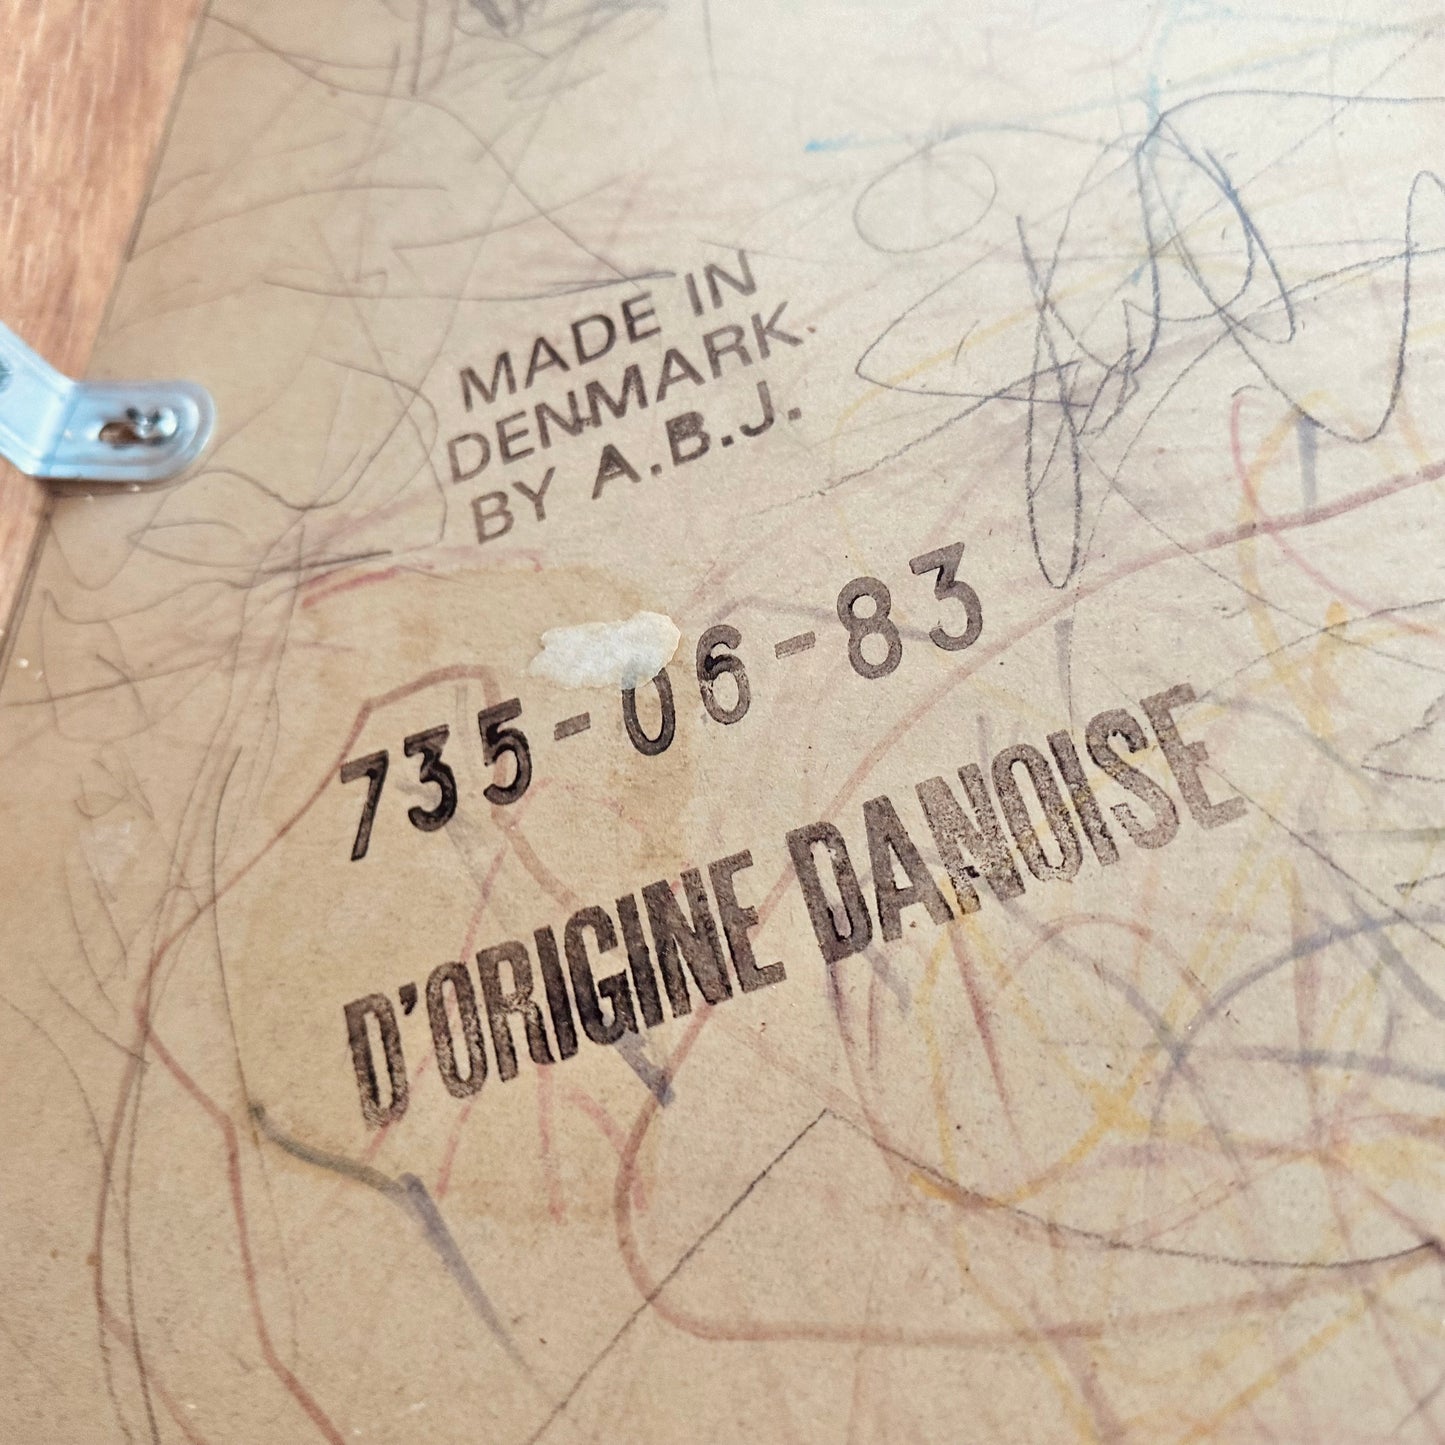 MADE IN
DENMARK.
BY A.B.J.
735-06-83
D'ORIGINE DANOISE